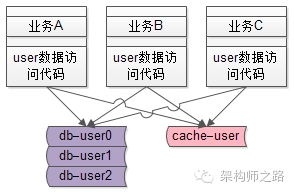 业务A
业务B
业务C
user数据访
问代码
user数据访
问代码
user数据访
问代码
db-user0
cache-user
db-user1
db-user2
架构师之路